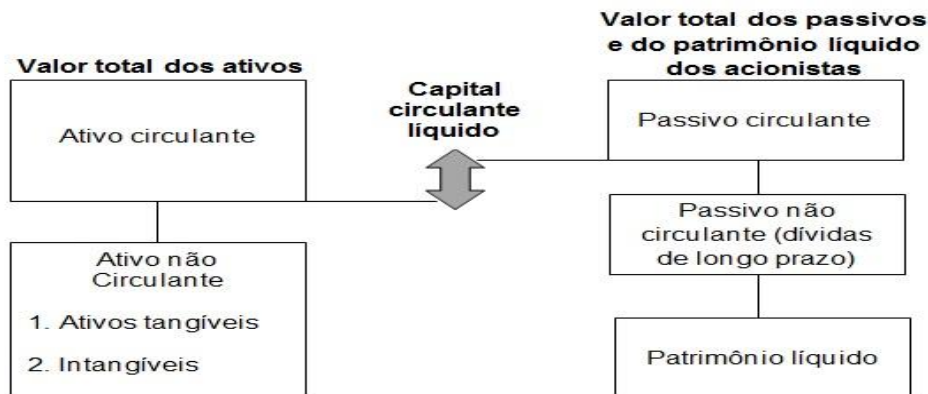 Valor total dos ativos
Ativo circulante
Ativo não
Circulante
1. Ativos tangíveis
2. Intangíveis
Capital
circulante
líquido
Valor total dos passivos
e do patrimônio líquido
dos acionistas
Passivo circulante
Passivo não
circulante (dívidas
de longo prazo)
Patrimônio líquido